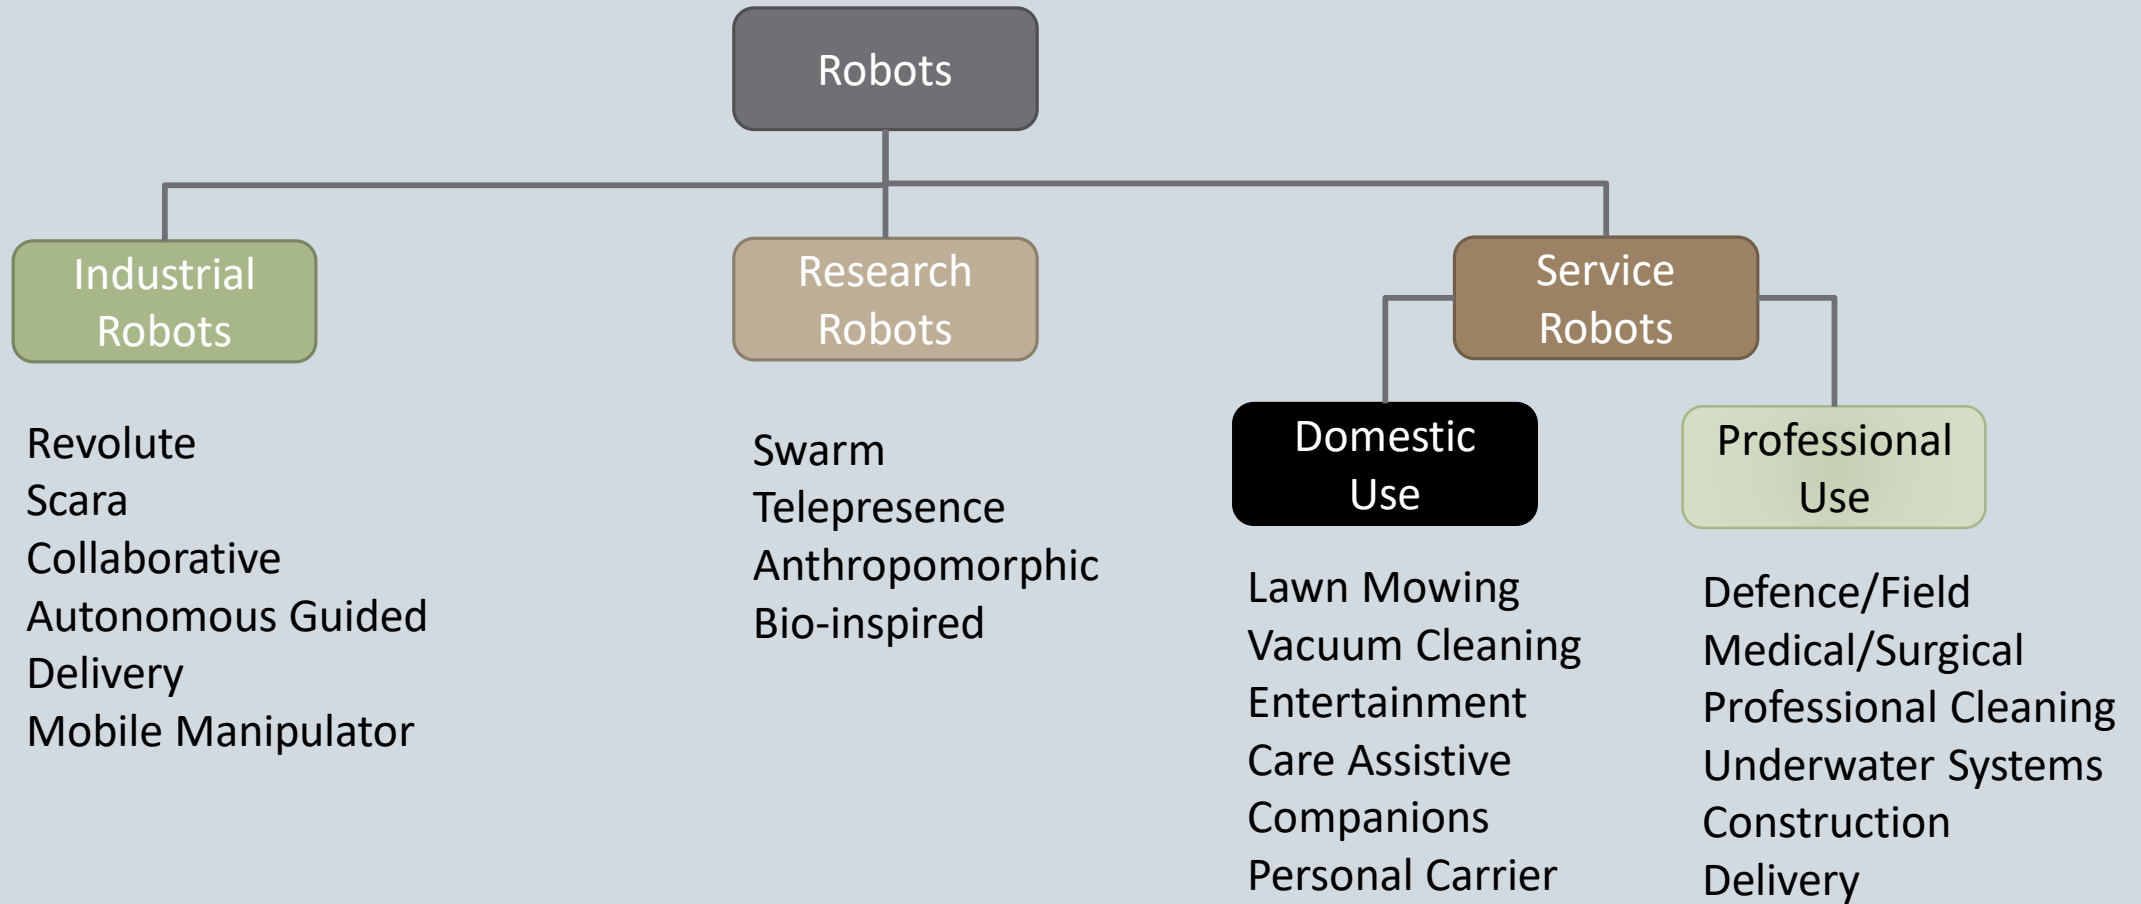 Robots
Industrial
Robots
Research
Robots
Service
Robots
Revolute
Scara
Collaborative
Autonomous Guided
Delivery
Mobile Manipulator
Swarm
Telepresence
Anthropomorphic
Bio-inspired
Domestic
Use
Lawn Mowing
Vacuum Cleaning
Entertainment
Care Assistive
Companions
Personal Carrier
Professional
Use
Defence/Field
Medical/Surgical
Professional Cleaning
Underwater Systems
Construction
Delivery